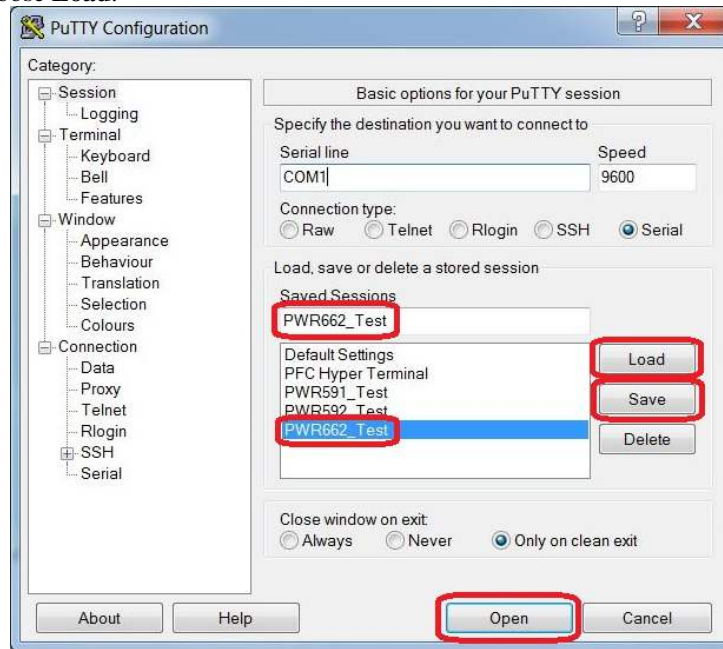 PuTTY Configuration
Category:
Session
Logging
Terminal
Keyboard
Bell
Features
Window
Appearance
Behaviour
Translation
Selection
Colours
Connection
Data
Proxy
Telnet
Rlogin
SSH
Serial
Basic options for your PuTTY session
Specify the destination you want to connect to
Serial line Speed
COM1 9600
Connection type:
Raw Telnet Rlogin SSH Serial
Load, save or delete a stored session
Saved Sessions
PWR662_Test
Default Settings
PFC Hyper Terminal
PWR591_Test
PWR592_Test
PWR662_Test
Load
Save
Delete
Close window on exit:
Always Never Only on clean exit
About Help Open Cancel